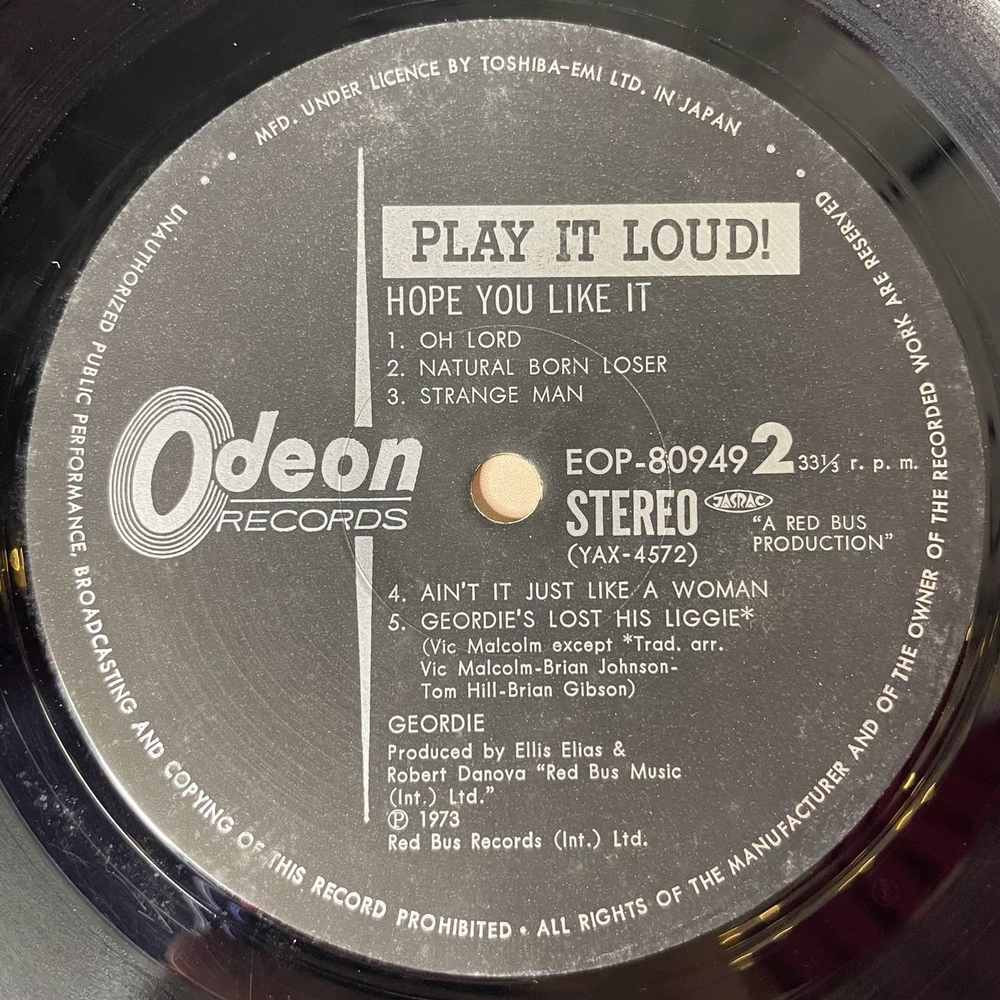 MFD. UNDER LICENCE BY TOSHIBA-EMI LTD. IN JAPAN
PLAY IT LOUD!
HOPE YOU LIKE IT
1. OH LORD
2. NATURAL BORN LOSER
3. STRANGE MAN
Odeon
RECORDS
EOP-80949 2 33⅓ r. p. m.
STEREO JASRAC "A RED BUS
(YAX-4572) PRODUCTION"
4. AIN'T IT JUST LIKE A WOMAN
5. GEORDIE'S LOST HIS LIGGIE*
(Vic Malcolm except *Trad. arr.
Vic Malcolm-Brian Johnson-
Tom Hill-Brian Gibson)
GEORDIE
Produced by Ellis Elias &
Robert Danova "Red Bus Music
(Int.) Ltd."
Ⓟ 1973
Red Bus Records (Int.) Ltd.
UNAUTHORIZED PUBLIC PERFORMANCE, BROADCASTING AND COPYING OF THIS RECORD PROHIBITED • ALL RIGHTS OF THE MANUFACTURER AND OF THE OWNER OF THE RECORDED WORK ARE RESERVED